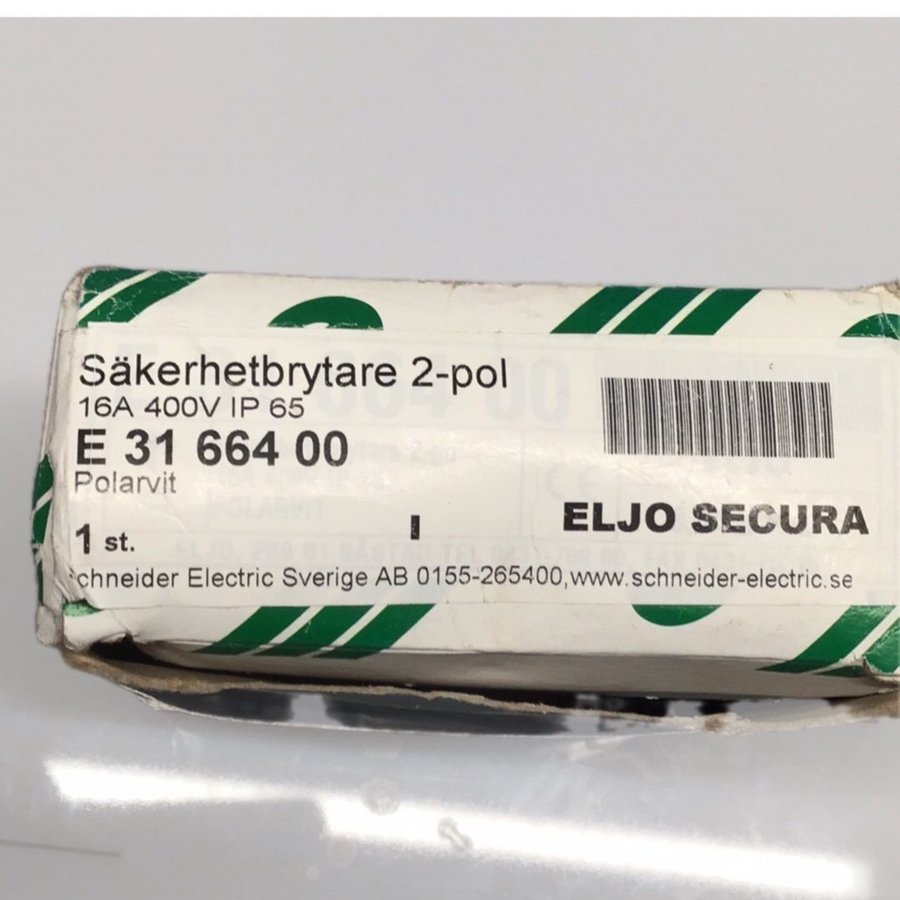 Säkerhetbrytare 2-pol
16A 400V IP 65
E 31 664 00
Polarvit
ELJO SECURA
1 st.
chneider Electric Sverige AB 0155-265400,www.schneider-electric.se